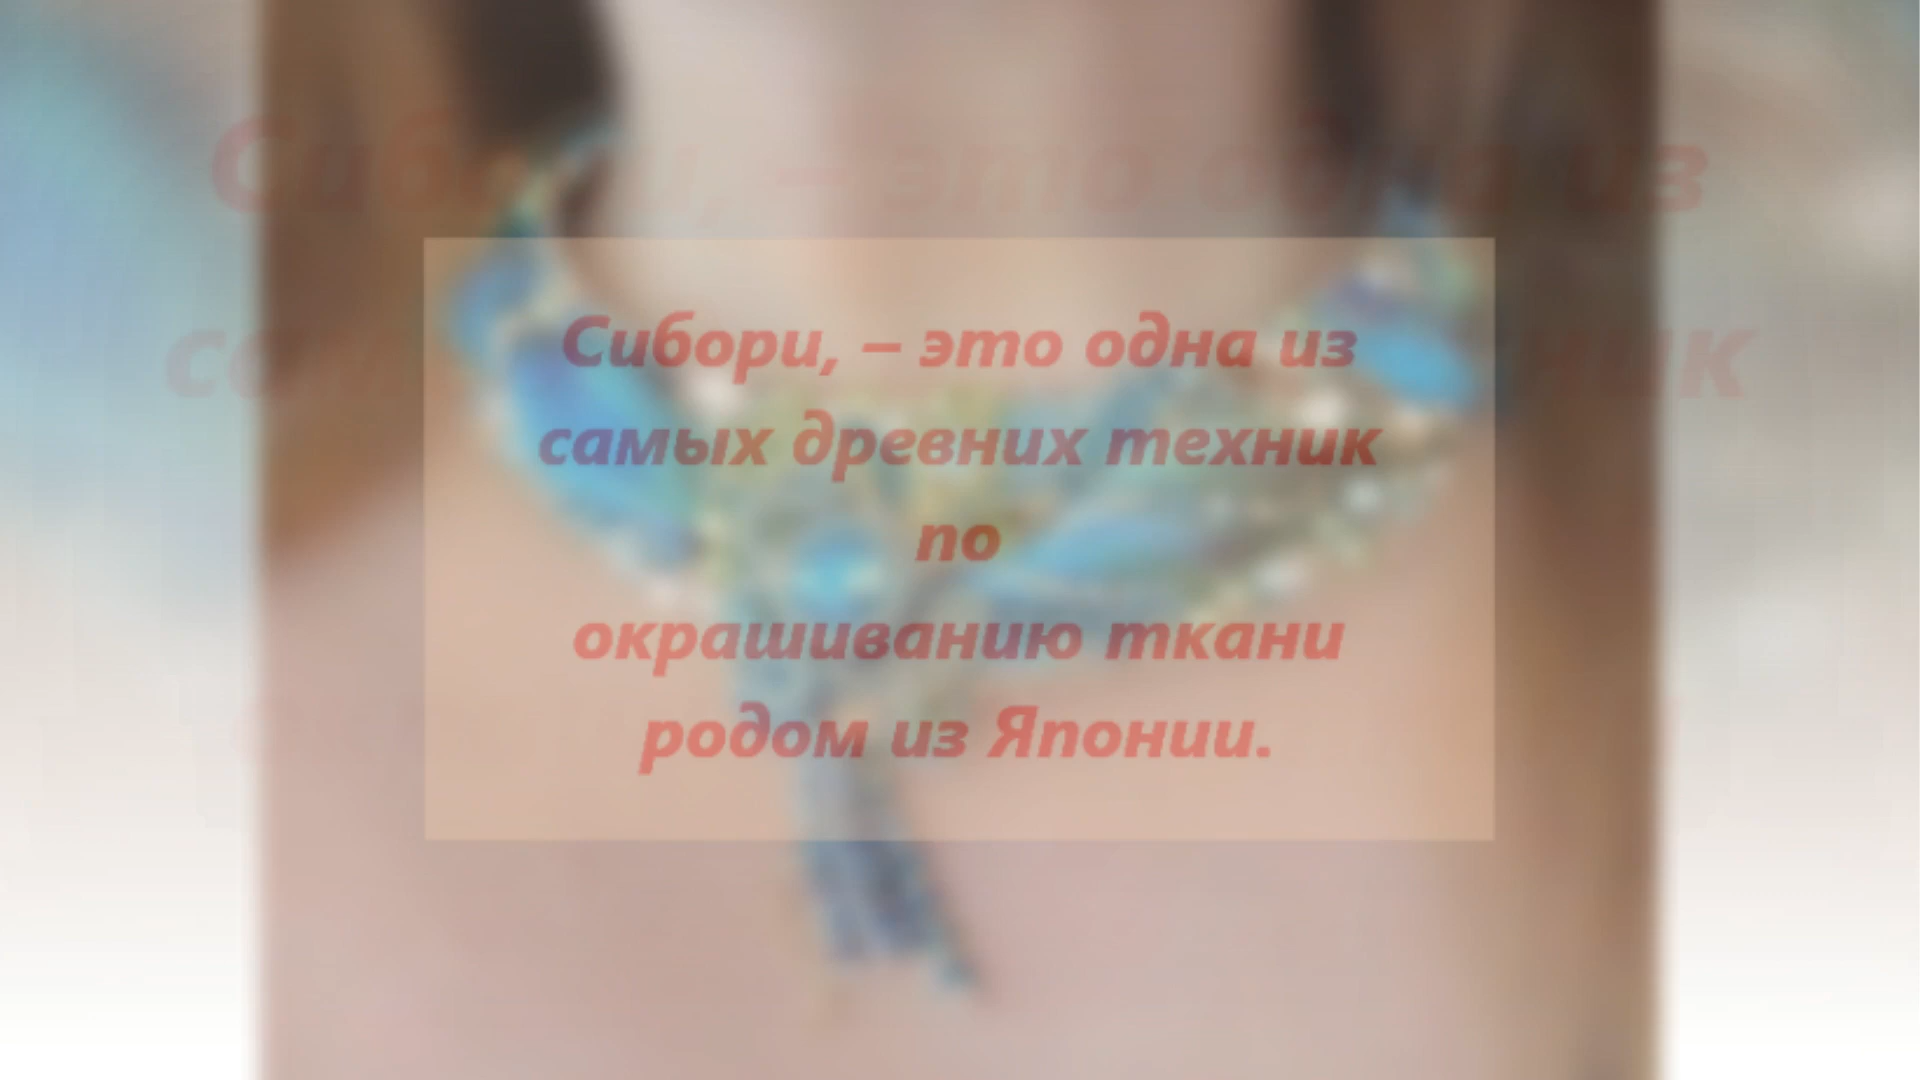 Сибори, – это одна из
самых древних техник
по
окрашиванию ткани
родом из Японии.